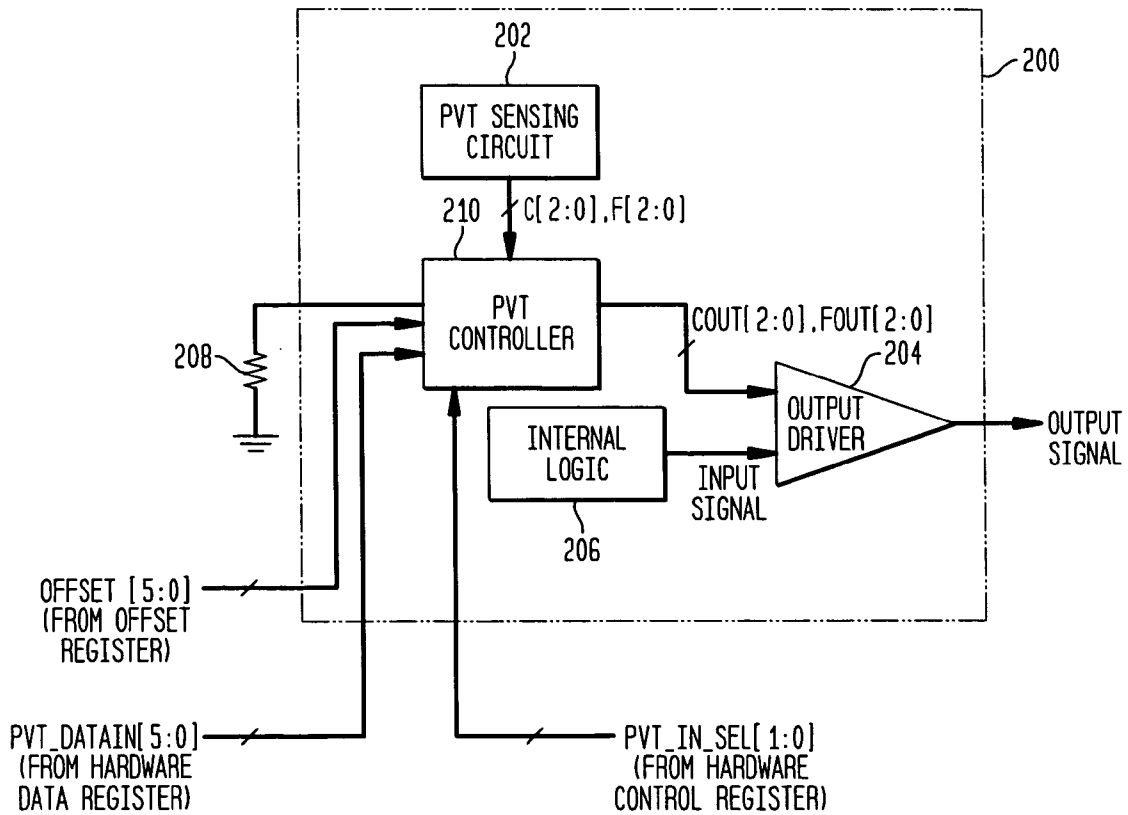 202
200
PVT SENSING
CIRCUIT
210
C[2:0],F[2:0]
PVT
CONTROLLER
COUT[2:0],FOUT[2:0]
204
208
OUTPUT
DRIVER
OUTPUT
SIGNAL
INTERNAL
LOGIC
INPUT
SIGNAL
206
OFFSET [5:0]
(FROM OFFSET
REGISTER)
PVT_DATAIN[5:0]
(FROM HARDWARE
DATA REGISTER)
PVT_IN_SEL[1:0]
(FROM HARDWARE
CONTROL REGISTER)